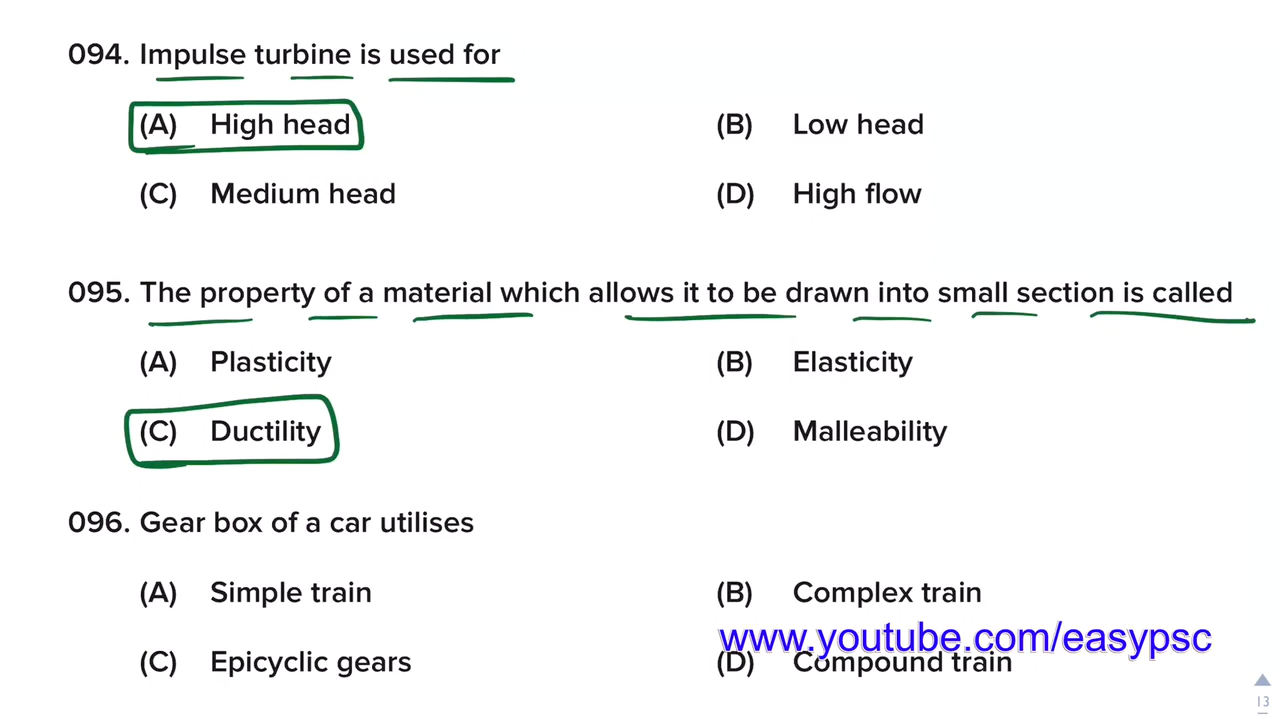 094. Impulse turbine is used for
(A) High head (B) Low head
(C) Medium head (D) High flow
095. The property of a material which allows it to be drawn into small section is called
(A) Plasticity (B) Elasticity
(C) Ductility (D) Malleability
096. Gear box of a car utilises
(A) Simple train (B) Complex train
www.youtube.com/easypsc
(C) Epicyclic gears (D) Compound train
13